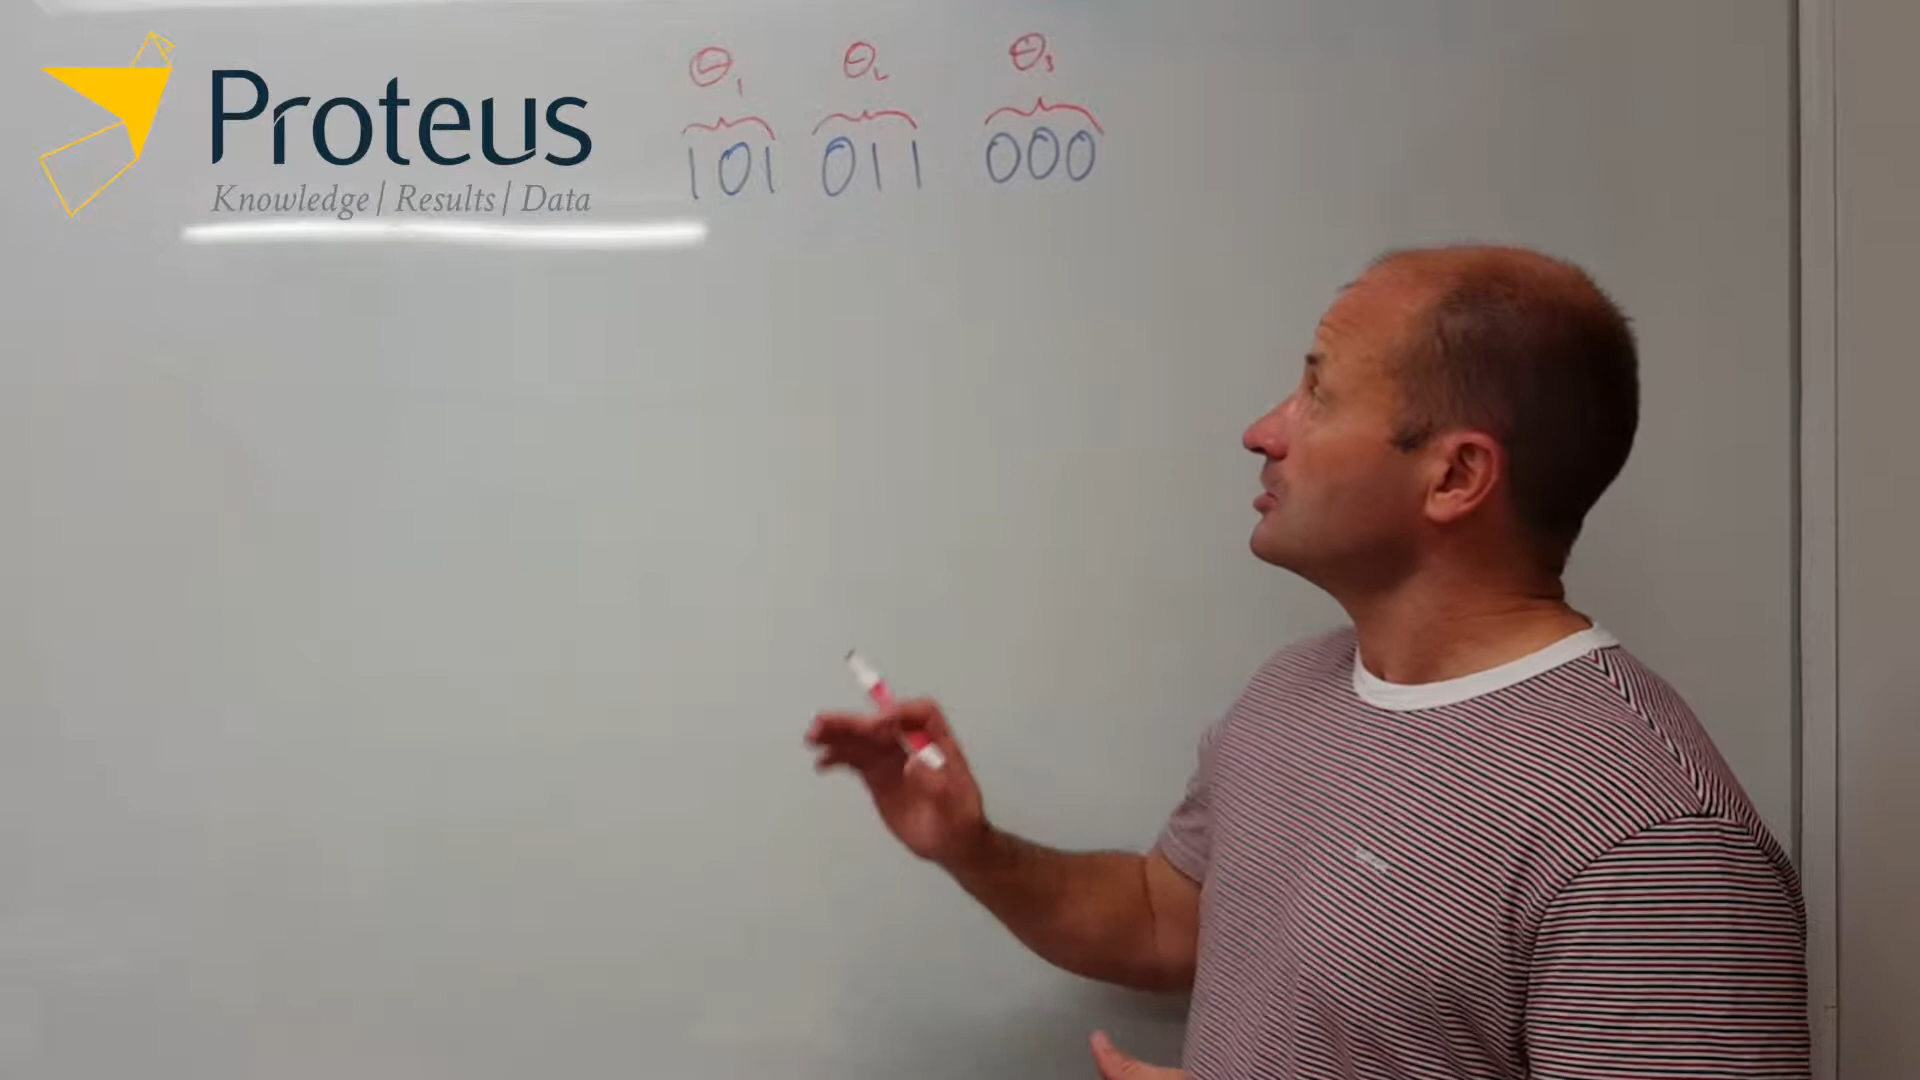 Proteus
Knowledge | Results | Data
Θ₁ Θ₂ Θ₃
101 011 000